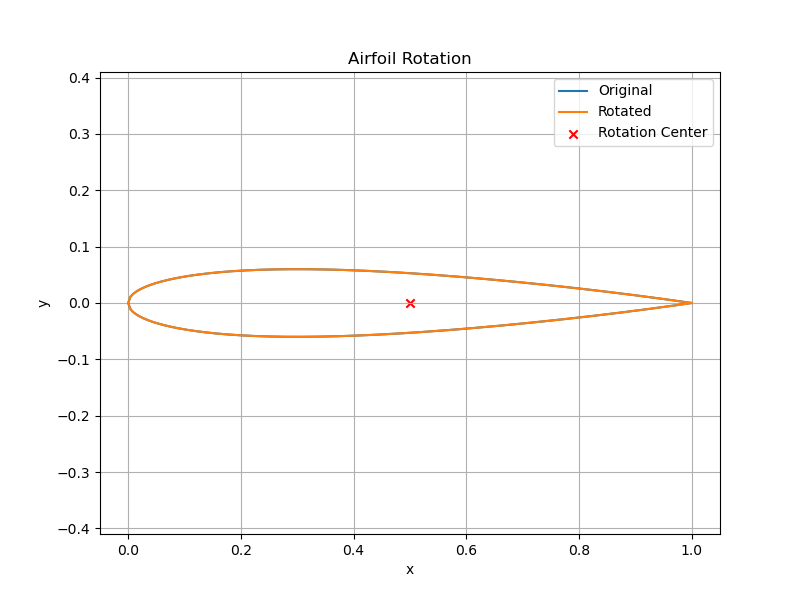 Airfoil Rotation
Original
Rotated
Rotation Center
0.4
0.3
0.2
0.1
0.0
−0.1
−0.2
−0.3
−0.4
y
0.0 0.2 0.4 0.6 0.8 1.0
x